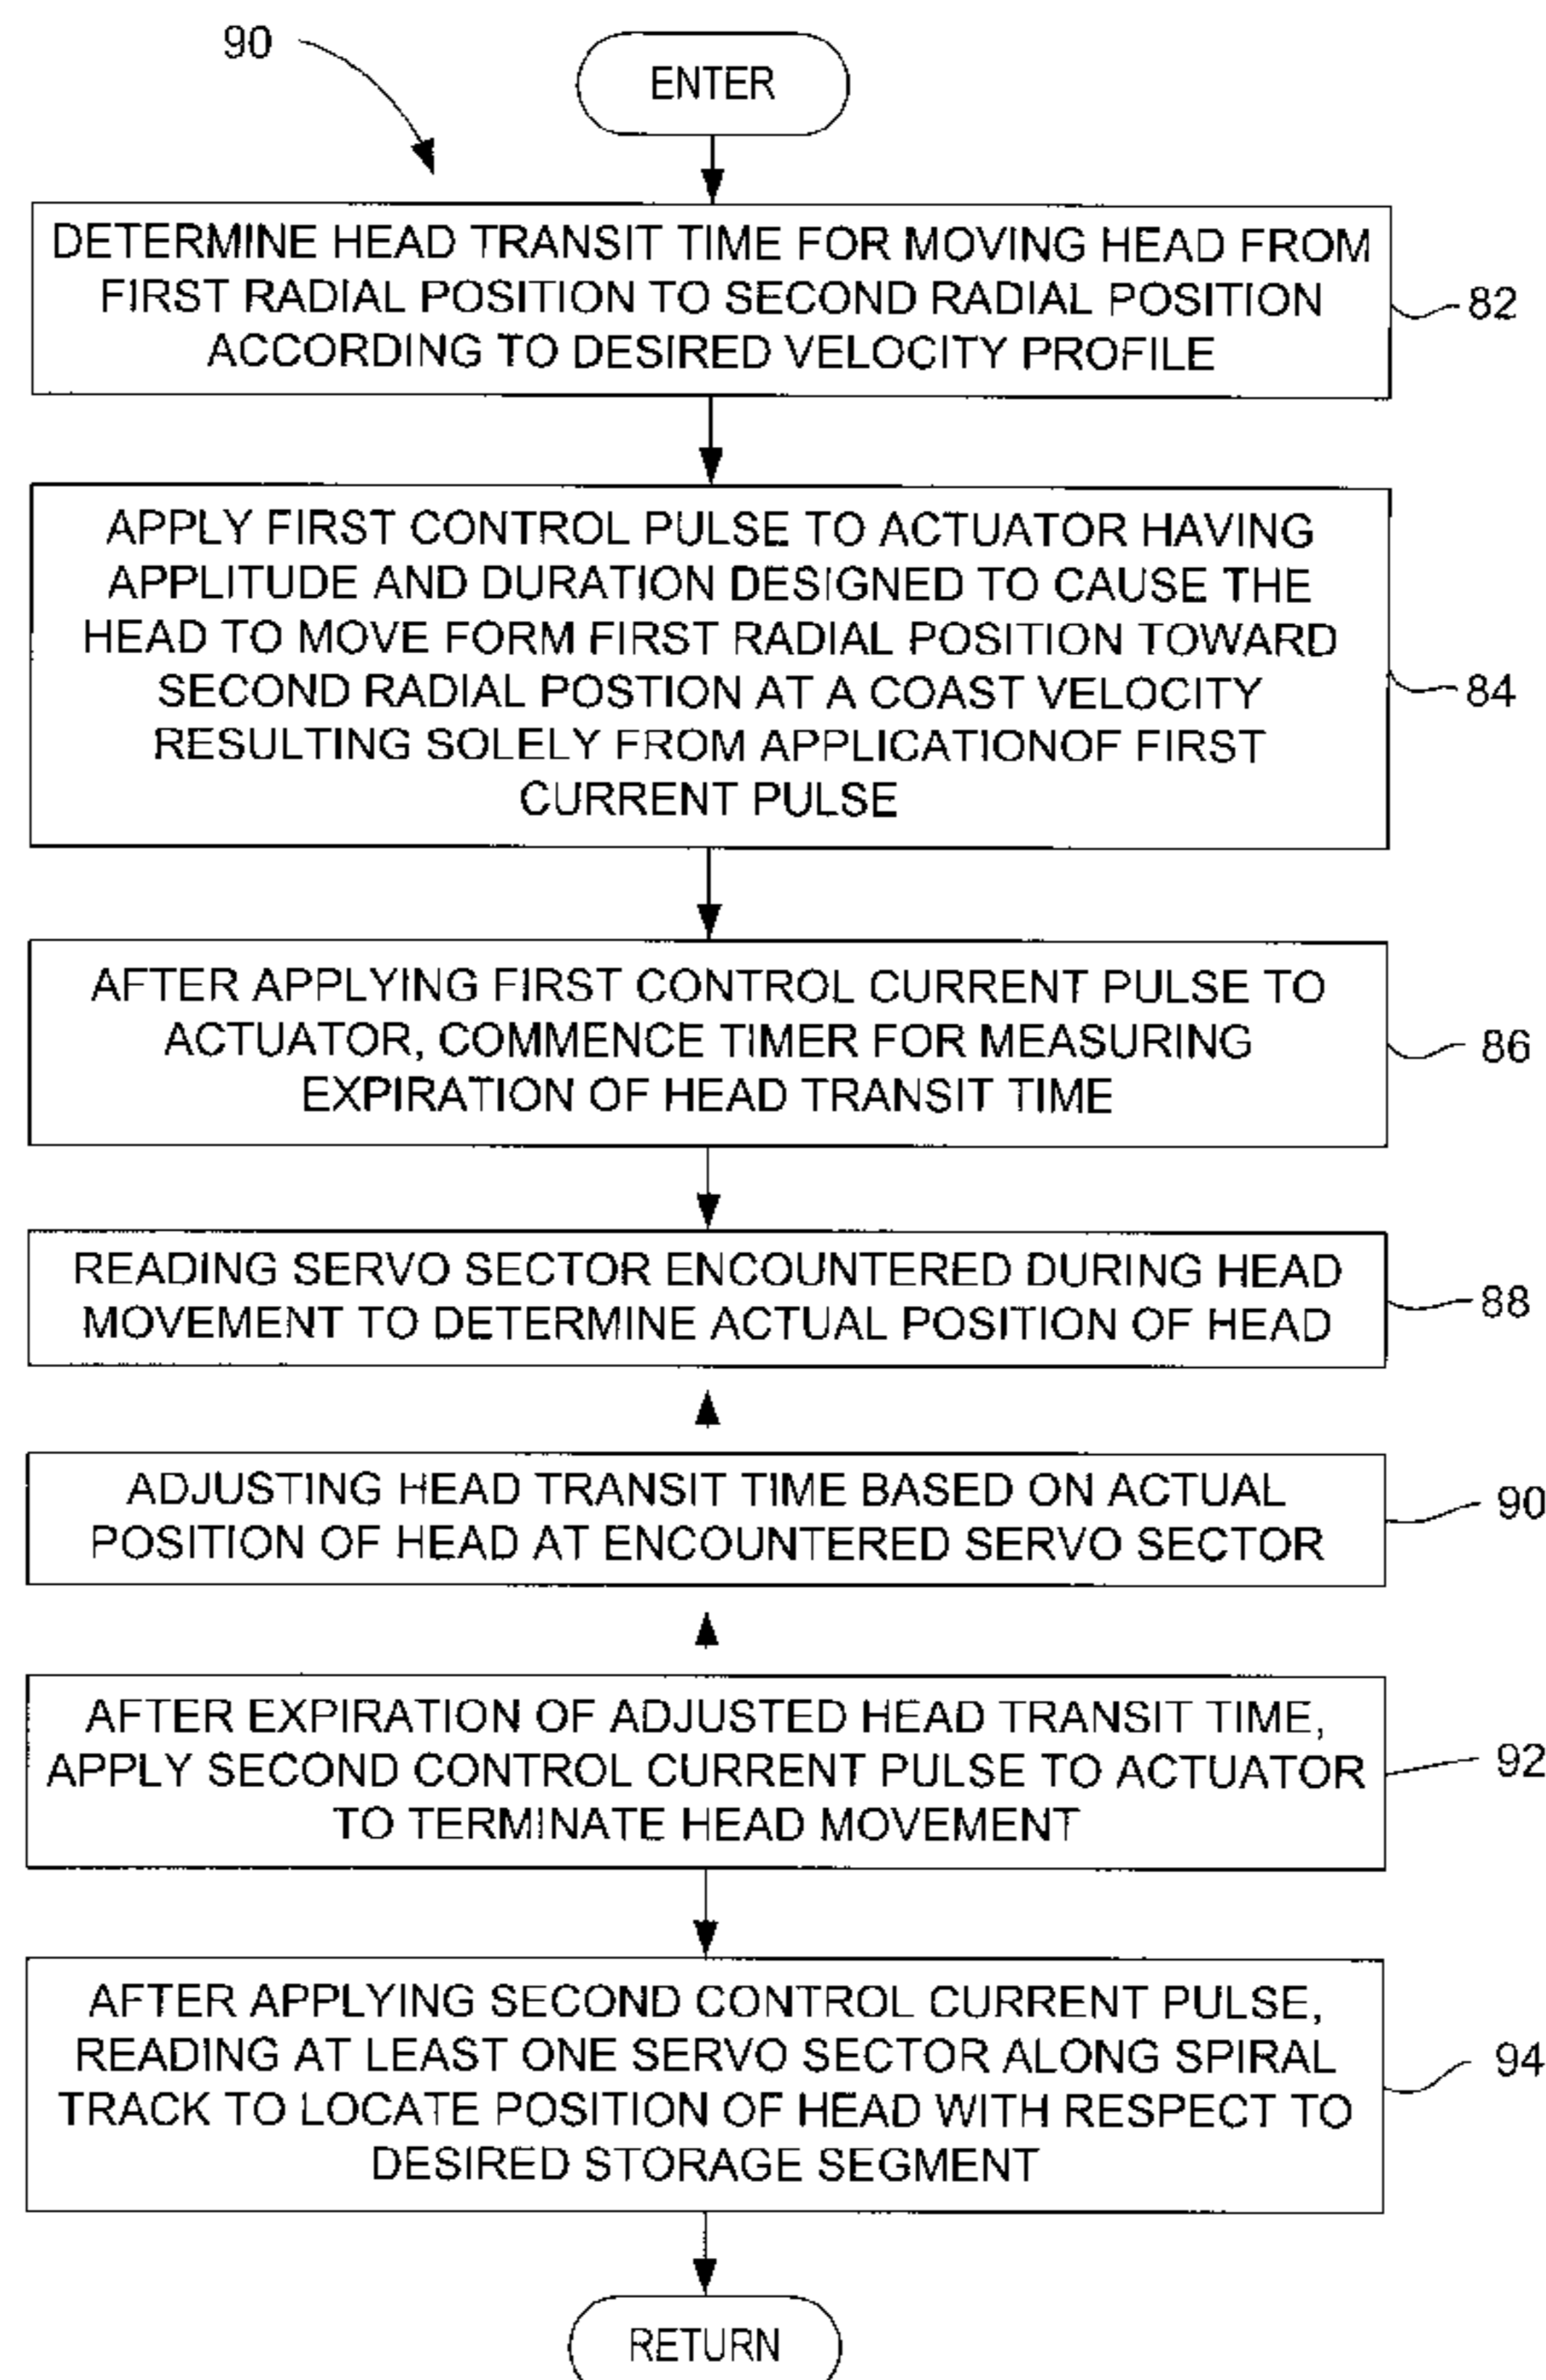 90
ENTER
DETERMINE HEAD TRANSIT TIME FOR MOVING HEAD FROM
FIRST RADIAL POSITION TO SECOND RADIAL POSITION
ACCORDING TO DESIRED VELOCITY PROFILE
82
APPLY FIRST CONTROL PULSE TO ACTUATOR HAVING
APPLITUDE AND DURATION DESIGNED TO CAUSE THE
HEAD TO MOVE FORM FIRST RADIAL POSITION TOWARD
SECOND RADIAL POSTION AT A COAST VELOCITY
RESULTING SOLELY FROM APPLICATIONOF FIRST
CURRENT PULSE
84
AFTER APPLYING FIRST CONTROL CURRENT PULSE TO
ACTUATOR, COMMENCE TIMER FOR MEASURING
EXPIRATION OF HEAD TRANSIT TIME
86
READING SERVO SECTOR ENCOUNTERED DURING HEAD
MOVEMENT TO DETERMINE ACTUAL POSITION OF HEAD
88
ADJUSTING HEAD TRANSIT TIME BASED ON ACTUAL
POSITION OF HEAD AT ENCOUNTERED SERVO SECTOR
90
AFTER EXPIRATION OF ADJUSTED HEAD TRANSIT TIME,
APPLY SECOND CONTROL CURRENT PULSE TO ACTUATOR
TO TERMINATE HEAD MOVEMENT
92
AFTER APPLYING SECOND CONTROL CURRENT PULSE,
READING AT LEAST ONE SERVO SECTOR ALONG SPIRAL
TRACK TO LOCATE POSITION OF HEAD WITH RESPECT TO
DESIRED STORAGE SEGMENT
94
RETURN